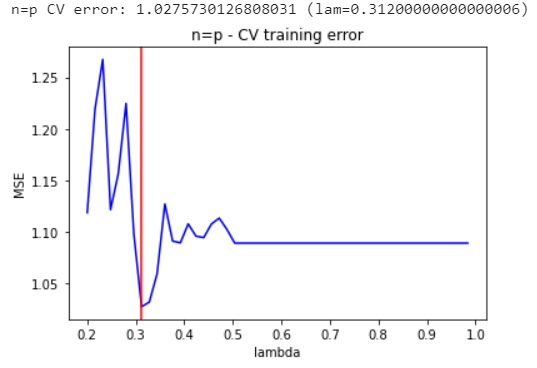 n=p CV error: 1.0275730126808031 (lam=0.31200000000000006)
n=p - CV training error
1.25
1.20
1.15
1.10
1.05
MSE
0.2 0.3 0.4 0.5 0.6 0.7 0.8 0.9 1.0
lambda